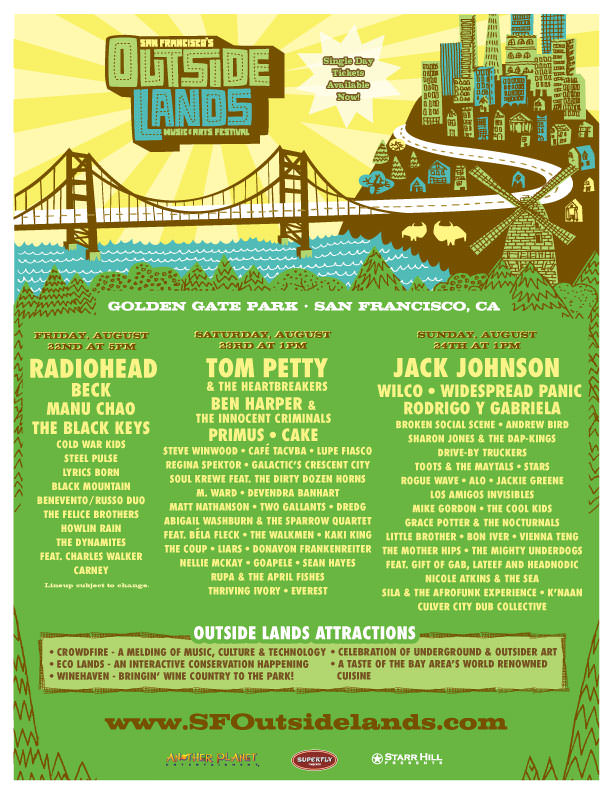 SAN FRANCISCO'S
OUTSIDE
LANDS
MUSIC & ARTS FESTIVAL
Single Day
Tickets
Available
Now!
GOLDEN GATE PARK · SAN FRANCISCO, CA
FRIDAY, AUGUST
22ND AT 5PM
RADIOHEAD
BECK
MANU CHAO
THE BLACK KEYS
COLD WAR KIDS
STEEL PULSE
LYRICS BORN
BLACK MOUNTAIN
BENEVENTO/RUSSO DUO
THE FELICE BROTHERS
HOWLIN RAIN
THE DYNAMITES
FEAT. CHARLES WALKER
CARNEY
Lineup subject to change.
SATURDAY, AUGUST
23RD AT 1PM
TOM PETTY
& THE HEARTBREAKERS
BEN HARPER &
THE INNOCENT CRIMINALS
PRIMUS • CAKE
STEVE WINWOOD • CAFÉ TACVBA • LUPE FIASCO
REGINA SPEKTOR • GALACTIC'S CRESCENT CITY
SOUL KREWE FEAT. THE DIRTY DOZEN HORNS
M. WARD • DEVENDRA BANHART
MATT NATHANSON • TWO GALLANTS • DREDG
ABIGAIL WASHBURN & THE SPARROW QUARTET
FEAT. BÉLA FLECK • THE WALKMEN • KAKI KING
THE COUP • LIARS • DONAVON FRANKENREITER
NELLIE MCKAY • GOAPELE • SEAN HAYES
RUPA & THE APRIL FISHES
THRIVING IVORY • EVEREST
SUNDAY, AUGUST
24TH AT 1PM
JACK JOHNSON
WILCO • WIDESPREAD PANIC
RODRIGO Y GABRIELA
BROKEN SOCIAL SCENE • ANDREW BIRD
SHARON JONES & THE DAP-KINGS
DRIVE-BY TRUCKERS
TOOTS & THE MAYTALS • STARS
ROGUE WAVE • ALO • JACKIE GREENE
LOS AMIGOS INVISIBLES
MIKE GORDON • THE COOL KIDS
GRACE POTTER & THE NOCTURNALS
LITTLE BROTHER • BON IVER • VIENNA TENG
THE MOTHER HIPS • THE MIGHTY UNDERDOGS
FEAT. GIFT OF GAB, LATEEF AND HEADNODIC
NICOLE ATKINS & THE SEA
SILA & THE AFROFUNK EXPERIENCE • K'NAAN
CULVER CITY DUB COLLECTIVE
OUTSIDE LANDS ATTRACTIONS
• CROWDFIRE - A MELDING OF MUSIC, CULTURE & TECHNOLOGY
• ECO LANDS - AN INTERACTIVE CONSERVATION HAPPENING
• WINEHAVEN - BRINGIN' WINE COUNTRY TO THE PARK!
• CELEBRATION OF UNDERGROUND & OUTSIDER ART
• A TASTE OF THE BAY AREA'S WORLD RENOWNED
CUISINE
www.SFOutsidelands.com
ANOTHER PLANET
ENTERTAINMENT
SUPERFLY
STARR HILL
PRESENTS